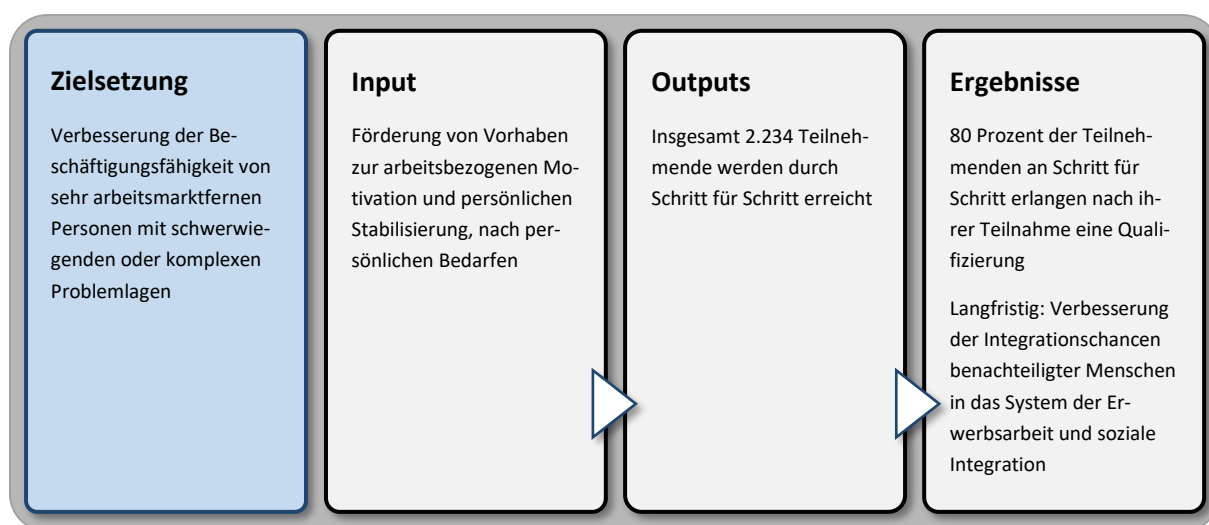 Zielsetzung
Verbesserung der Be-
schäftigungsfähigkeit von
sehr arbeitsmarktfernen
Personen mit schwerwie-
genden oder komplexen
Problemlagen
Input
Förderung von Vorhaben
zur arbeitsbezogenen Mo-
tivation und persönlichen
Stabilisierung, nach per-
sönlichen Bedarfen
Outputs
Insgesamt 2.234 Teilneh-
mende werden durch
Schritt für Schritt erreicht
Ergebnisse
80 Prozent der Teilneh-
menden an Schritt für
Schritt erlangen nach ih-
rer Teilnahme eine Quali-
fizierung
Langfristig: Verbesserung
der Integrationschancen
benachteiligter Menschen
in das System der Er-
werbsarbeit und soziale
Integration